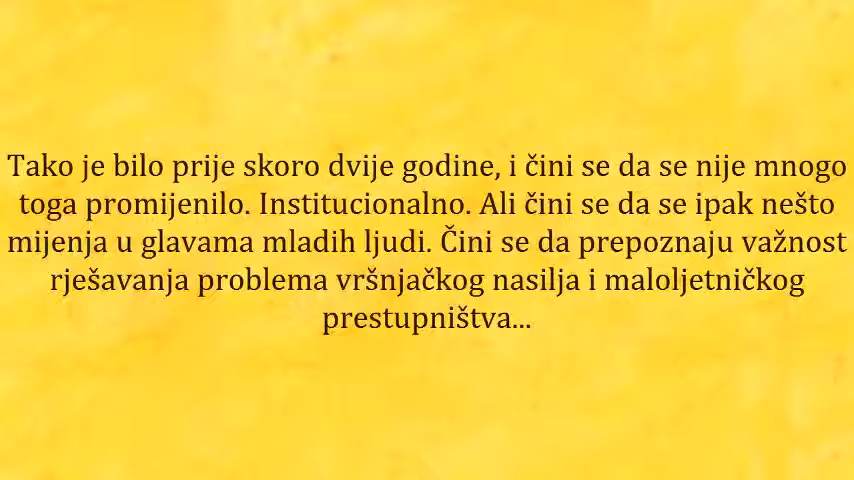 Tako je bilo prije skoro dvije godine, i čini se da se nije mnogo
toga promijenilo. Institucionalno. Ali čini se da se ipak nešto
mijenja u glavama mladih ljudi. Čini se da prepoznaju važnost
rješavanja problema vršnjačkog nasilja i maloljetničkog
prestupništva...